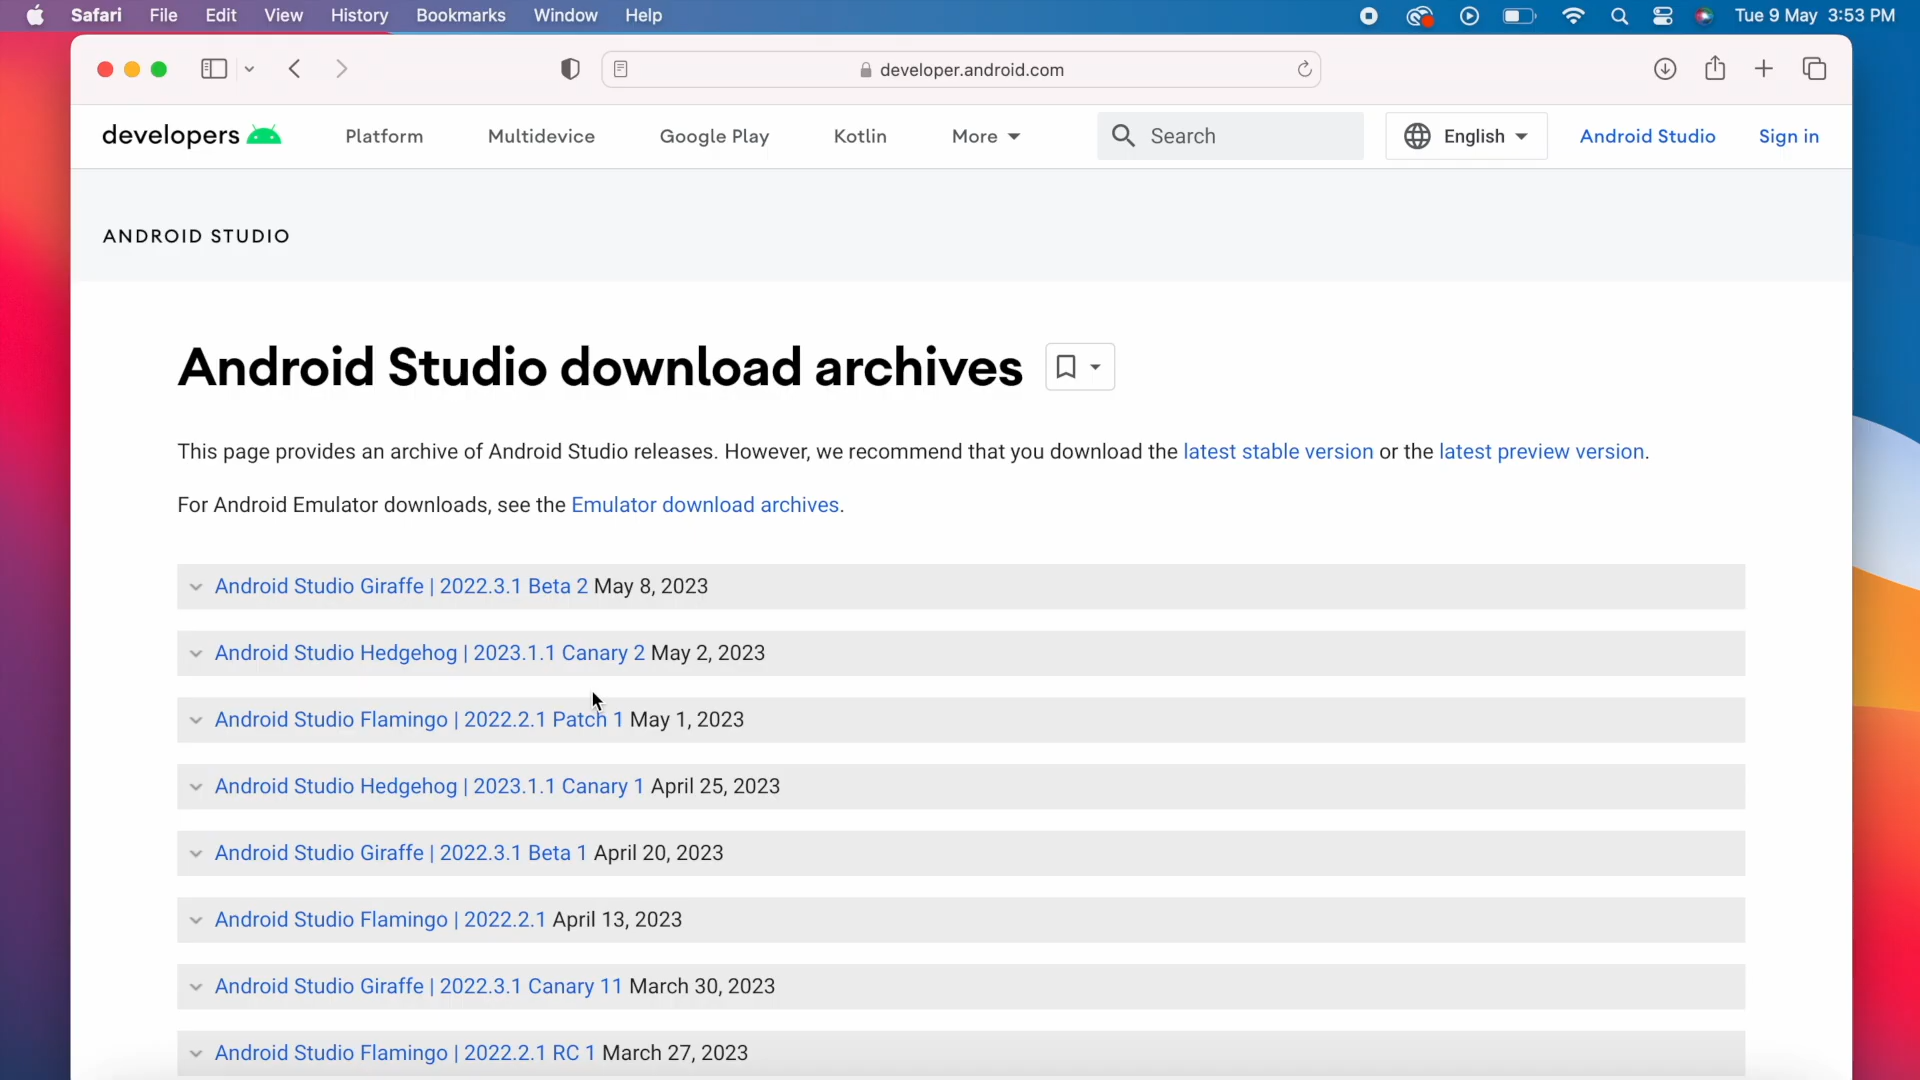 Safari File Edit View History Bookmarks Window Help Tue 9 May 3:53 PM
developer.android.com
developers Platform Multidevice Google Play Kotlin More Search English Android Studio Sign in
ANDROID STUDIO
Android Studio download archives
This page provides an archive of Android Studio releases. However, we recommend that you download the latest stable version or the latest preview version.
For Android Emulator downloads, see the Emulator download archives.
Android Studio Giraffe | 2022.3.1 Beta 2 May 8, 2023
Android Studio Hedgehog | 2023.1.1 Canary 2 May 2, 2023
Android Studio Flamingo | 2022.2.1 Patch 1 May 1, 2023
Android Studio Hedgehog | 2023.1.1 Canary 1 April 25, 2023
Android Studio Giraffe | 2022.3.1 Beta 1 April 20, 2023
Android Studio Flamingo | 2022.2.1 April 13, 2023
Android Studio Giraffe | 2022.3.1 Canary 11 March 30, 2023
Android Studio Flamingo | 2022.2.1 RC 1 March 27, 2023